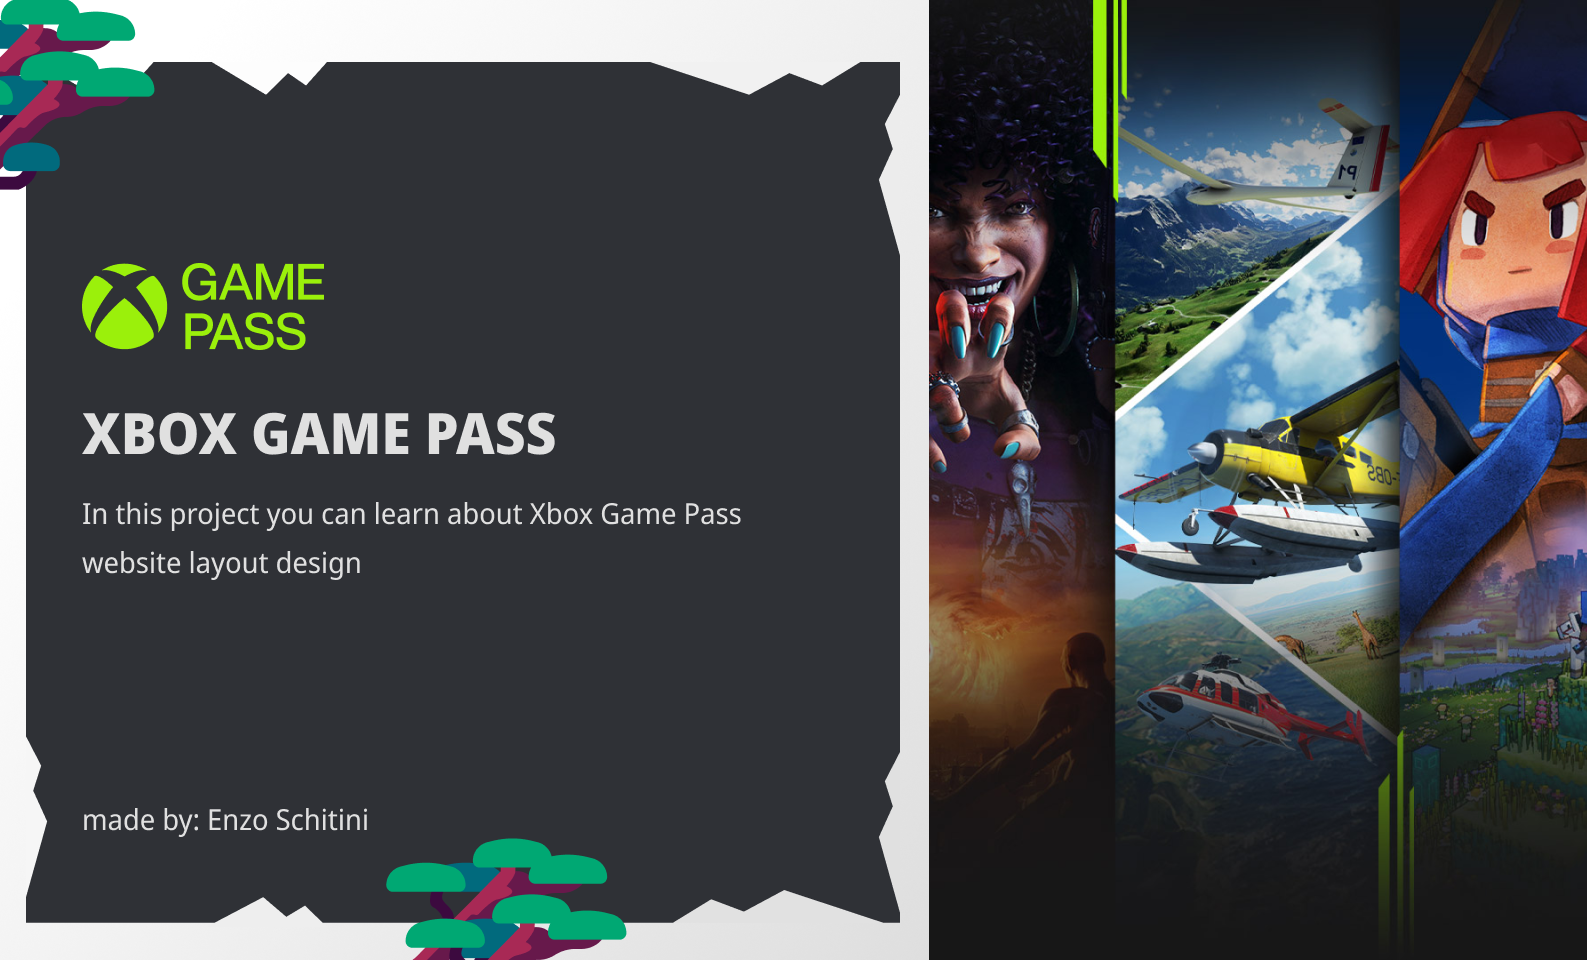 GAME
PASS
XBOX GAME PASS
In this project you can learn about Xbox Game Pass
website layout design
made by: Enzo Schitini
P1